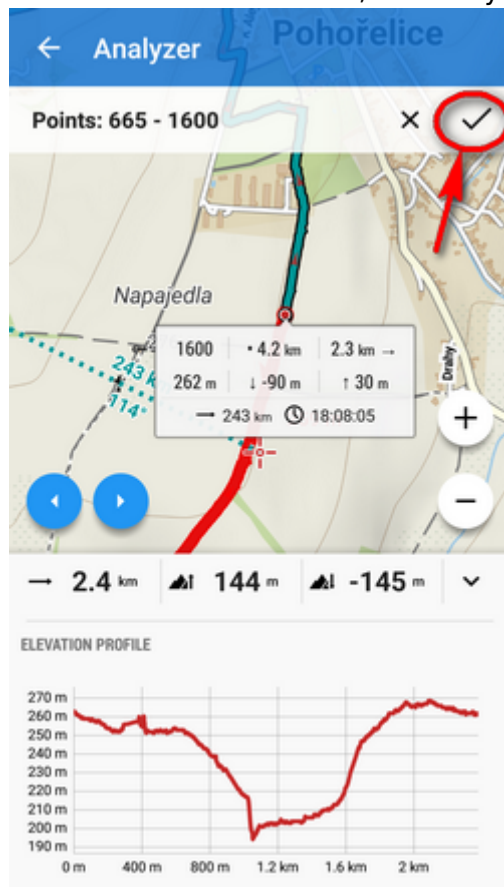 ← Analyzer
Pohořelice
Points: 665 - 1600
Napajedla
1600 • 4.2 km 2.3 km →
262 m ↓ -90 m ↑ 30 m
→ 243 km 18:08:05
243 k
114°
Drahy
+
−
→ 2.4 km 144 m -145 m
ELEVATION PROFILE
270 m
260 m
250 m
240 m
230 m
220 m
210 m
200 m
190 m
0 m 400 m 800 m 1.2 km 1.6 km 2 km